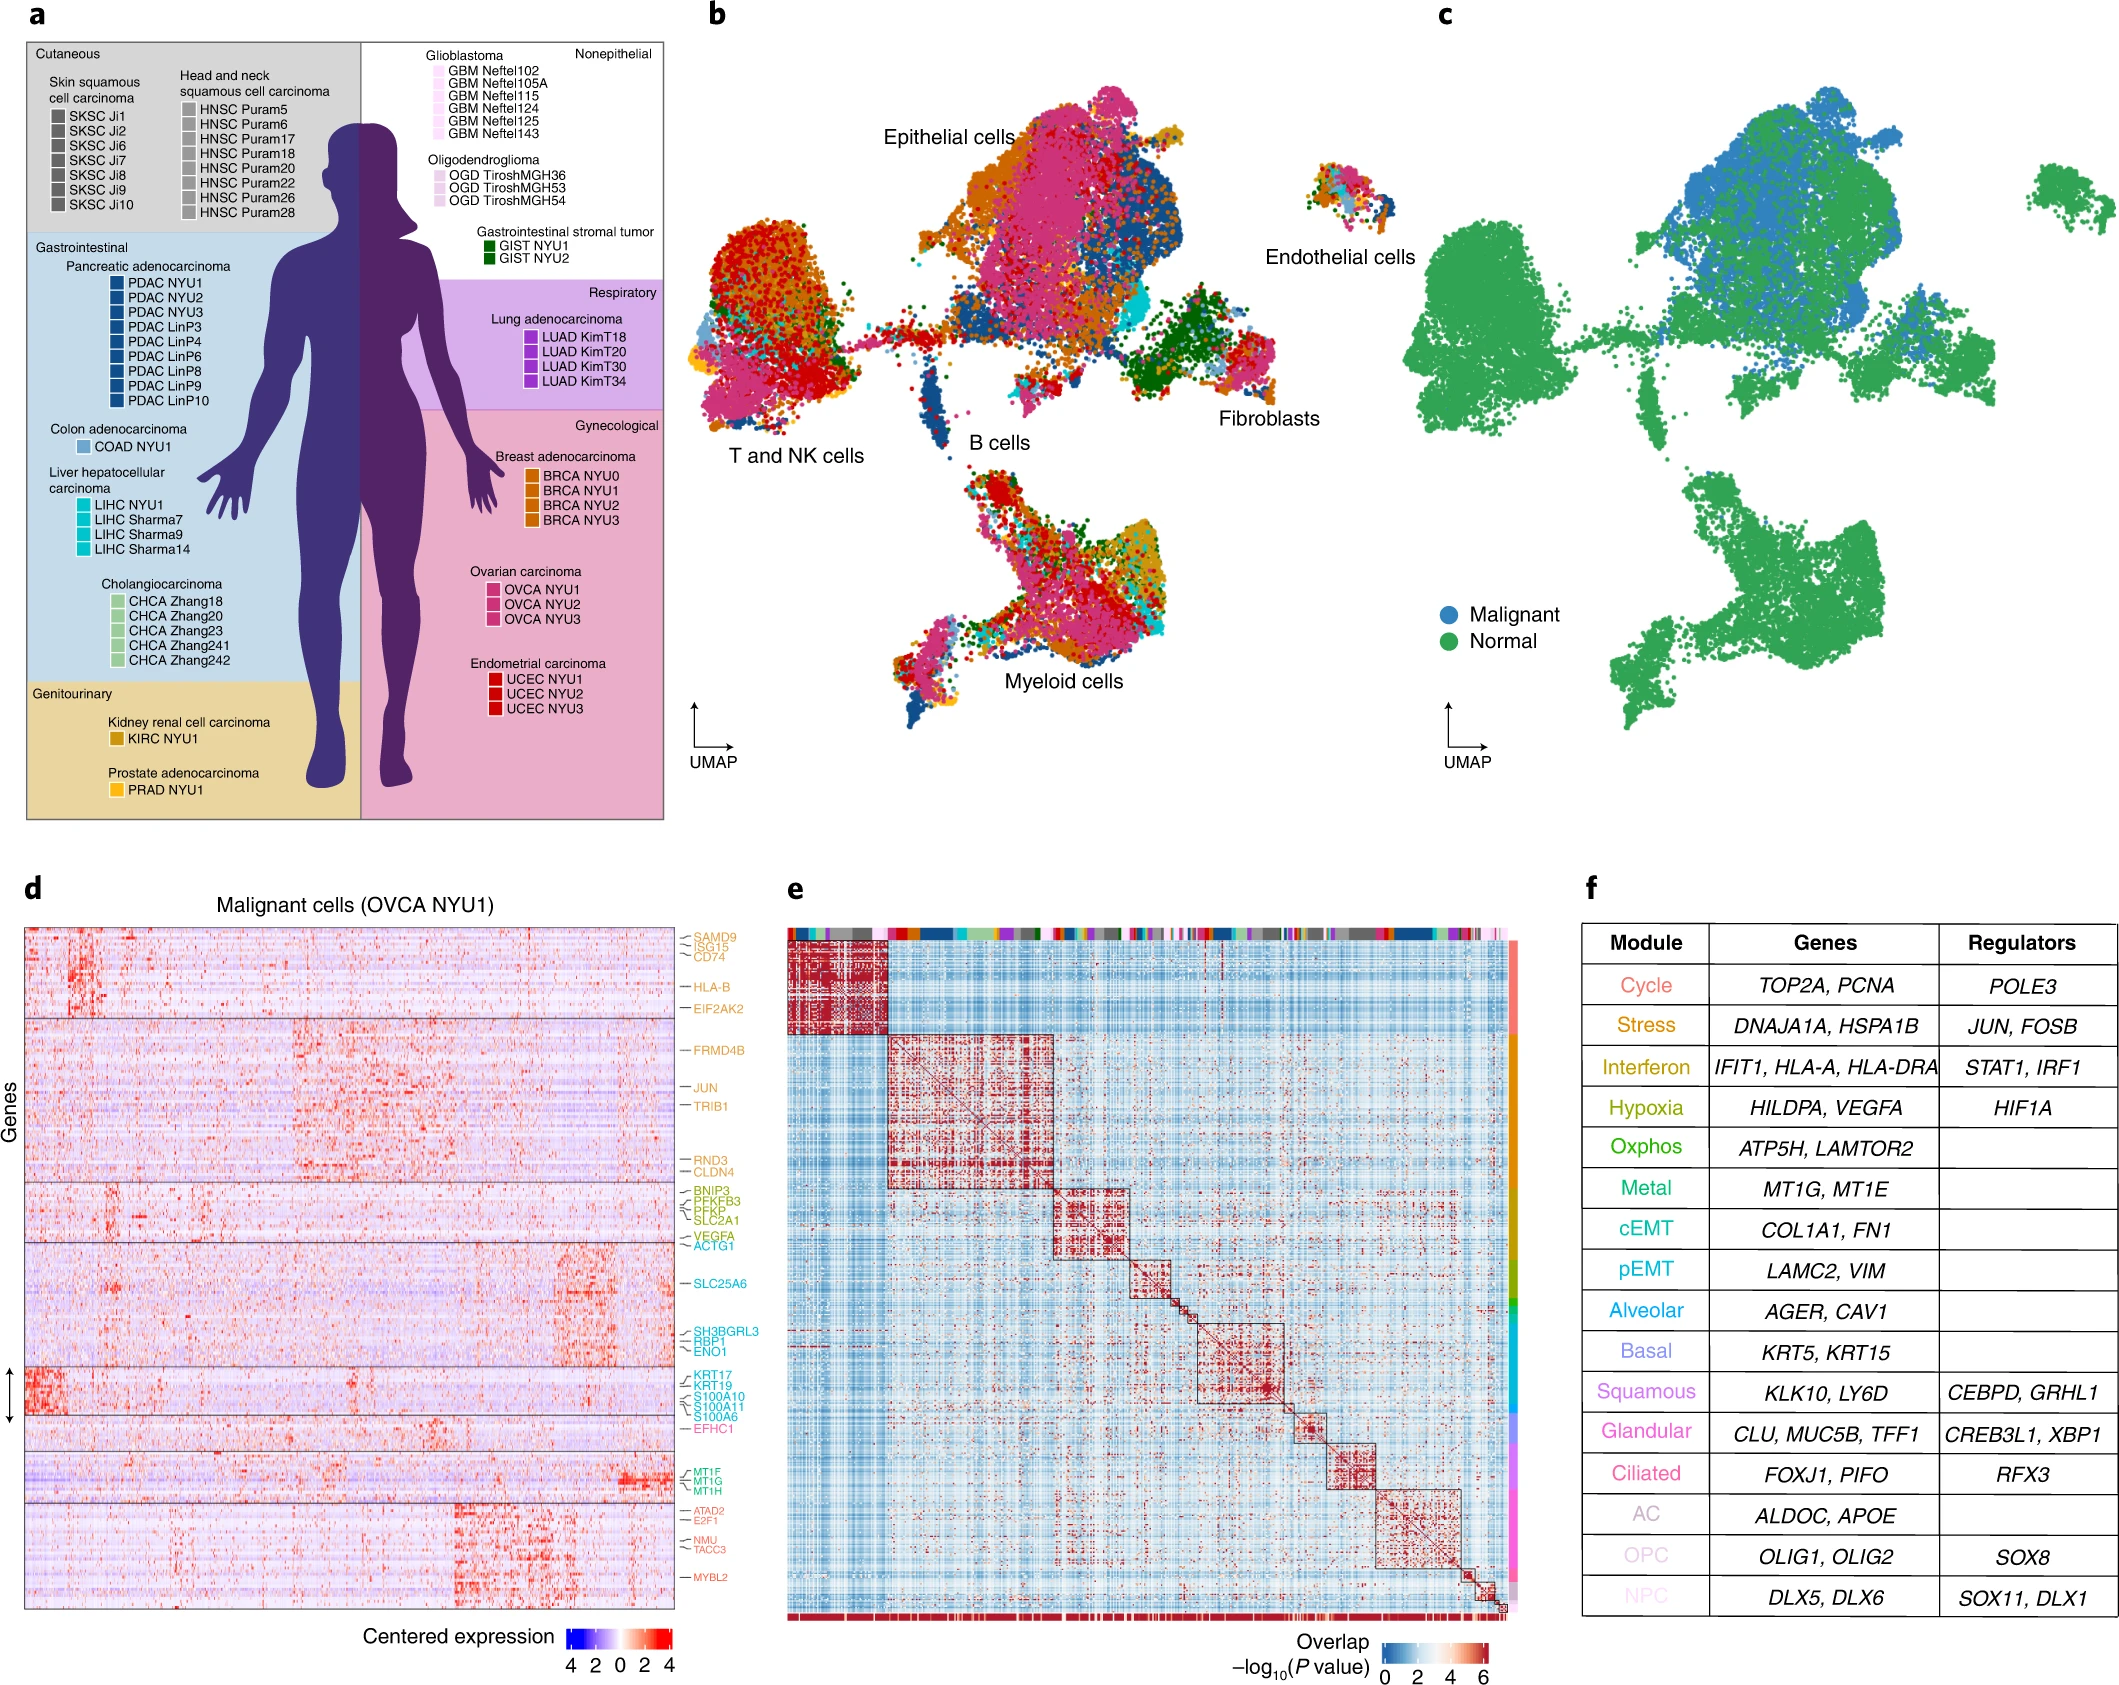 a
Cutaneous
Skin squamous
cell carcinoma
SKSC Ji1
SKSC Ji2
SKSC Ji6
SKSC Ji7
SKSC Ji8
SKSC Ji9
SKSC Ji10
Head and neck
squamous cell carcinoma
HNSC Puram5
HNSC Puram6
HNSC Puram17
HNSC Puram18
HNSC Puram20
HNSC Puram22
HNSC Puram26
HNSC Puram28
Nonepithelial
Glioblastoma
GBM Neftel102
GBM Neftel105A
GBM Neftel115
GBM Neftel124
GBM Neftel125
GBM Neftel143
Oligodendroglioma
OGD TiroshMGH36
OGD TiroshMGH53
OGD TiroshMGH54
Gastrointestinal stromal tumor
GIST NYU1
GIST NYU2
Gastrointestinal
Pancreatic adenocarcinoma
PDAC NYU1
PDAC NYU2
PDAC NYU3
PDAC LinP3
PDAC LinP4
PDAC LinP6
PDAC LinP8
PDAC LinP9
PDAC LinP10
Colon adenocarcinoma
COAD NYU1
Liver hepatocellular
carcinoma
LIHC NYU1
LIHC Sharma7
LIHC Sharma9
LIHC Sharma14
Cholangiocarcinoma
CHCA Zhang18
CHCA Zhang20
CHCA Zhang23
CHCA Zhang241
CHCA Zhang242
Respiratory
Lung adenocarcinoma
LUAD KimT18
LUAD KimT20
LUAD KimT30
LUAD KimT34
Gynecological
Breast adenocarcinoma
BRCA NYU0
BRCA NYU1
BRCA NYU2
BRCA NYU3
Ovarian carcinoma
OVCA NYU1
OVCA NYU2
OVCA NYU3
Endometrial carcinoma
UCEC NYU1
UCEC NYU2
UCEC NYU3
Genitourinary
Kidney renal cell carcinoma
KIRC NYU1
Prostate adenocarcinoma
PRAD NYU1
b
Epithelial cells
Endothelial cells
Fibroblasts
B cells
T and NK cells
Myeloid cells
UMAP
c
Malignant
Normal
UMAP
d
Malignant cells (OVCA NYU1)
Genes
SAMD9
ISG15
CD74
HLA-B
EIF2AK2
FRMD4B
JUN
TRIB1
RND3
CLDN4
BNIP3
PFKFB3
PFKP
SLC2A1
VEGFA
ACTG1
SLC25A6
SH3BGRL3
RBP1
ENO1
KRT17
KRT19
S100A10
S100A11
S100A6
EFHC1
MT1F
MT1G
MT1H
ATAD2
E2F1
NMU
TACC3
MYBL2
Centered expression
4 2 0 2 4
e
Overlap
–log10(P value)
0 2 4 6
f
Module Genes Regulators
Cycle TOP2A, PCNA POLE3
Stress DNAJA1A, HSPA1B JUN, FOSB
Interferon IFIT1, HLA-A, HLA-DRA STAT1, IRF1
Hypoxia HILDPA, VEGFA HIF1A
Oxphos ATP5H, LAMTOR2
Metal MT1G, MT1E
cEMT COL1A1, FN1
pEMT LAMC2, VIM
Alveolar AGER, CAV1
Basal KRT5, KRT15
Squamous KLK10, LY6D CEBPD, GRHL1
Glandular CLU, MUC5B, TFF1 CREB3L1, XBP1
Ciliated FOXJ1, PIFO RFX3
AC ALDOC, APOE
OPC OLIG1, OLIG2 SOX8
NPC DLX5, DLX6 SOX11, DLX1